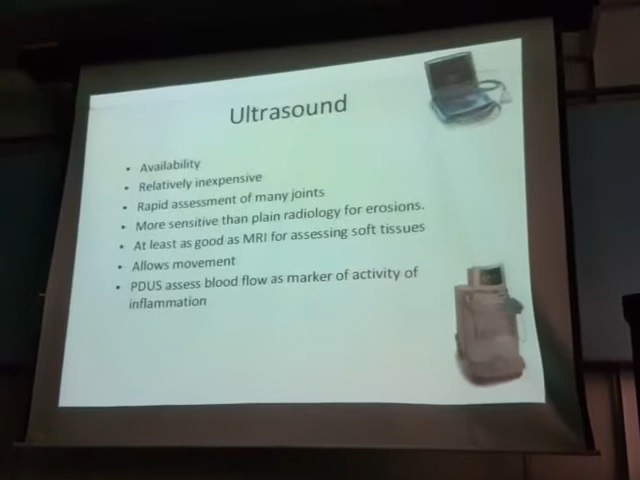 Ultrasound
• Availability
• Relatively inexpensive
• Rapid assessment of many joints
• More sensitive than plain radiology for erosions.
• At least as good as MRI for assessing soft tissues
• Allows movement
• PDUS assess blood flow as marker of activity of
inflammation